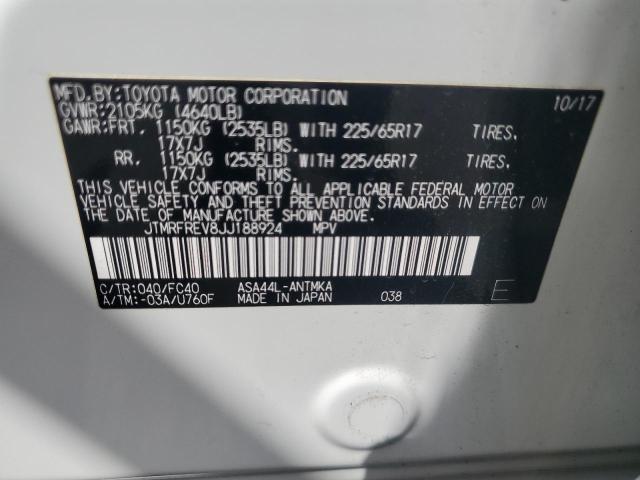 MFD.BY:TOYOTA MOTOR CORPORATION 10/17
GVWR:2105KG (4640LB)
GAWR:FRT. 1150KG (2535LB) WITH 225/65R17 TIRES.
17X7J RIMS.
RR. 1150KG (2535LB) WITH 225/65R17 TIRES.
17X7J RIMS.
THIS VEHICLE CONFORMS TO ALL APPLICABLE FEDERAL MOTOR
VEHICLE SAFETY AND THEFT PREVENTION STANDARDS IN EFFECT ON
THE DATE OF MANUFACTURE SHOWN ABOVE.
JTMRFREV8JJ188924 MPV
C/TR:040/FC40 ASA44L-ANTMKA
A/TM:-03A/U760F MADE IN JAPAN 038 E